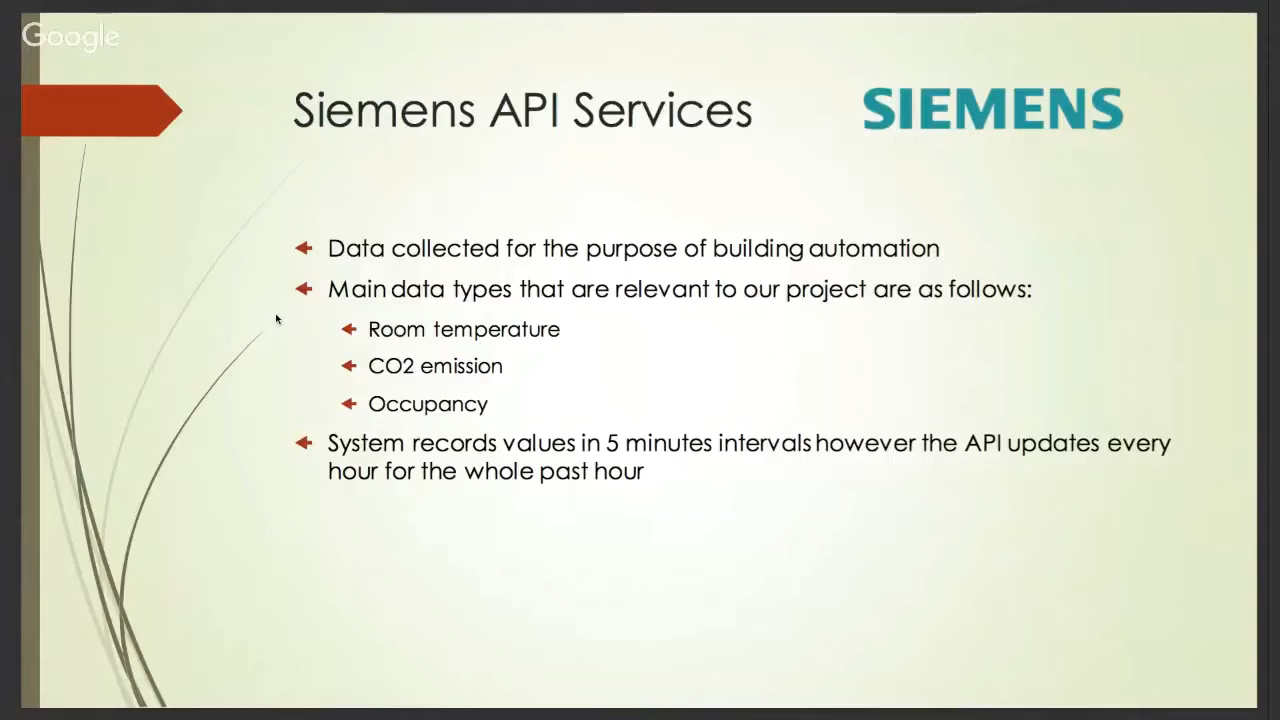 Google
Siemens API Services
SIEMENS
Data collected for the purpose of building automation
Main data types that are relevant to our project are as follows:
Room temperature
CO2 emission
Occupancy
System records values in 5 minutes intervals however the API updates every
hour for the whole past hour